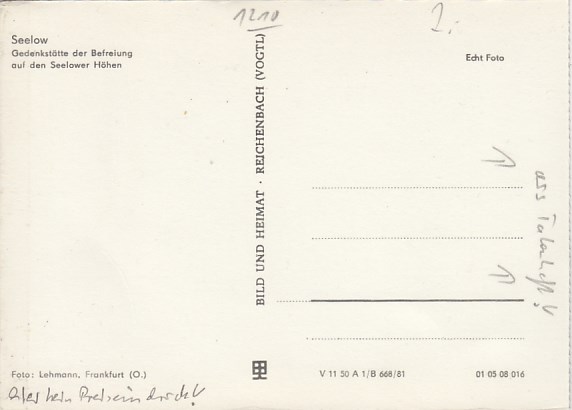 1210
Seelow
Gedenkstätte der Befreiung
auf den Seelower Höhen
Echt Foto
BILD UND HEIMAT · REICHENBACH (VOGTL)
Foto: Lehmann, Frankfurt (O.)
V 11 50 A 1/B 668/81
01 05 08 016